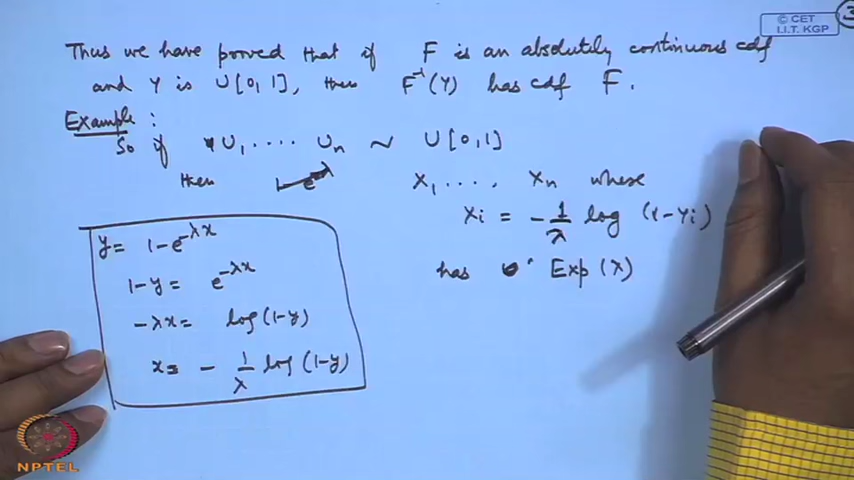 © CET
I.I.T. KGP
Thus we have proved that if F is an absolutely continuous cdf
and Y is U[0,1], then F⁻¹(Y) has cdf F.
Example :
So if U₁, .... Uₙ ~ U[0,1]
then X₁, .... Xₙ where
Xi = - 1/λ log (1-Yi)
has Exp (λ)
y = 1-e^-λx
1-y = e^-λx
-λx = log(1-y)
x = - 1/λ log (1-y)
NPTEL